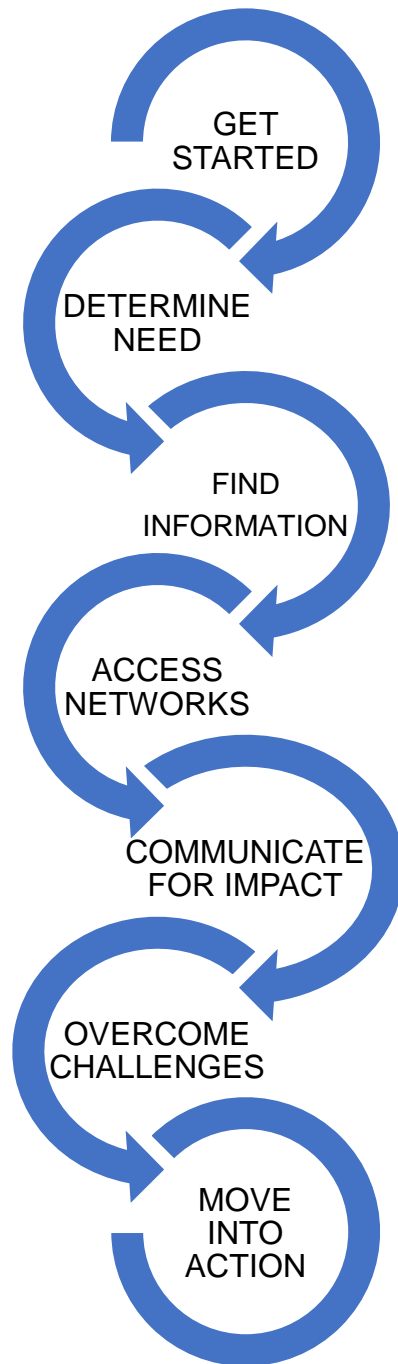 GET
STARTED
DETERMINE
NEED
FIND
INFORMATION
ACCESS
NETWORKS
COMMUNICATE
FOR IMPACT
OVERCOME
CHALLENGES
MOVE
INTO
ACTION